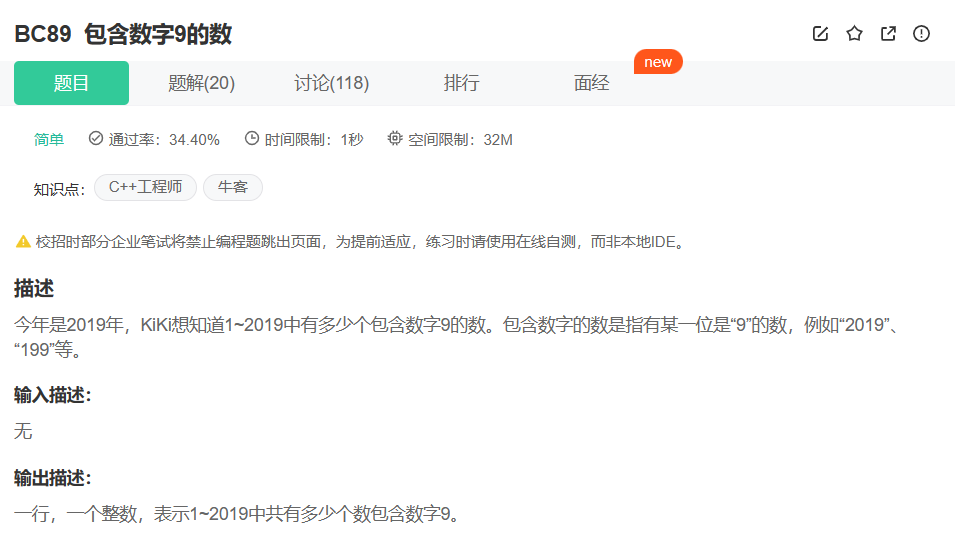 BC89 包含数字9的数
new
题目 题解(20) 讨论(118) 排行 面经
简单 通过率：34.40% 时间限制：1秒 空间限制：32M
知识点： C++工程师 牛客
校招时部分企业笔试将禁止编程题跳出页面，为提前适应，练习时请使用在线自测，而非本地IDE。
描述
今年是2019年，KiKi想知道1~2019中有多少个包含数字9的数。包含数字的数是指有某一位是“9”的数，例如“2019”、
“199”等。
输入描述：
无
输出描述：
一行，一个整数，表示1~2019中共有多少个数包含数字9。